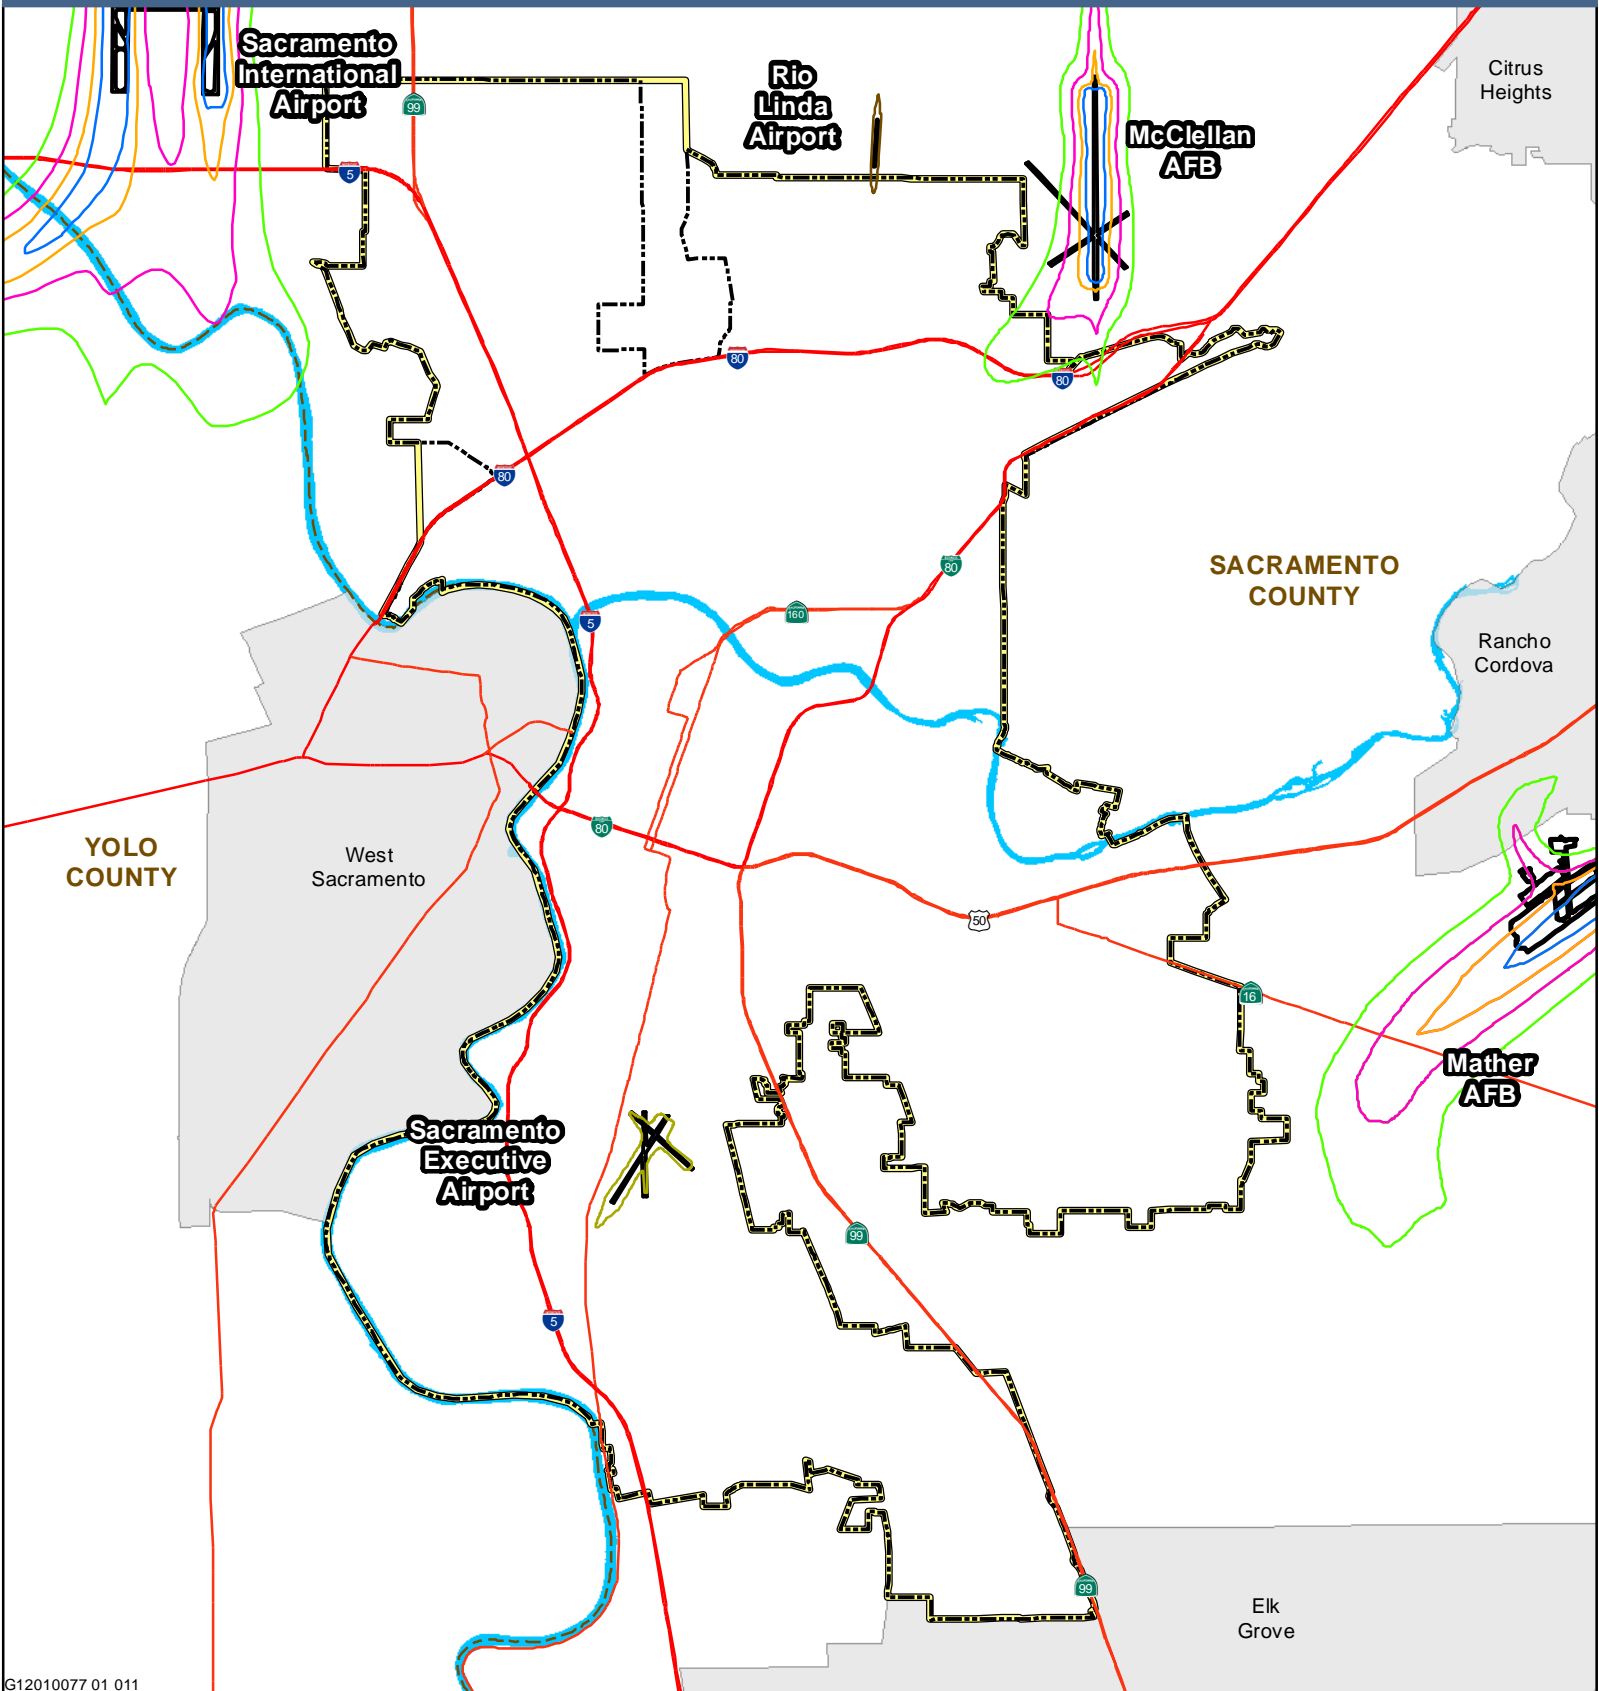 Sacramento
International
Airport
99
Rio
Linda
Airport
McClellan
AFB
Citrus
Heights
5
80
80
80
80
SACRAMENTO
COUNTY
160
5
Rancho
Cordova
80
YOLO
COUNTY
West
Sacramento
50
16
Mather
AFB
Sacramento
Executive
Airport
99
5
99
Elk
Grove
G12010077 01 011